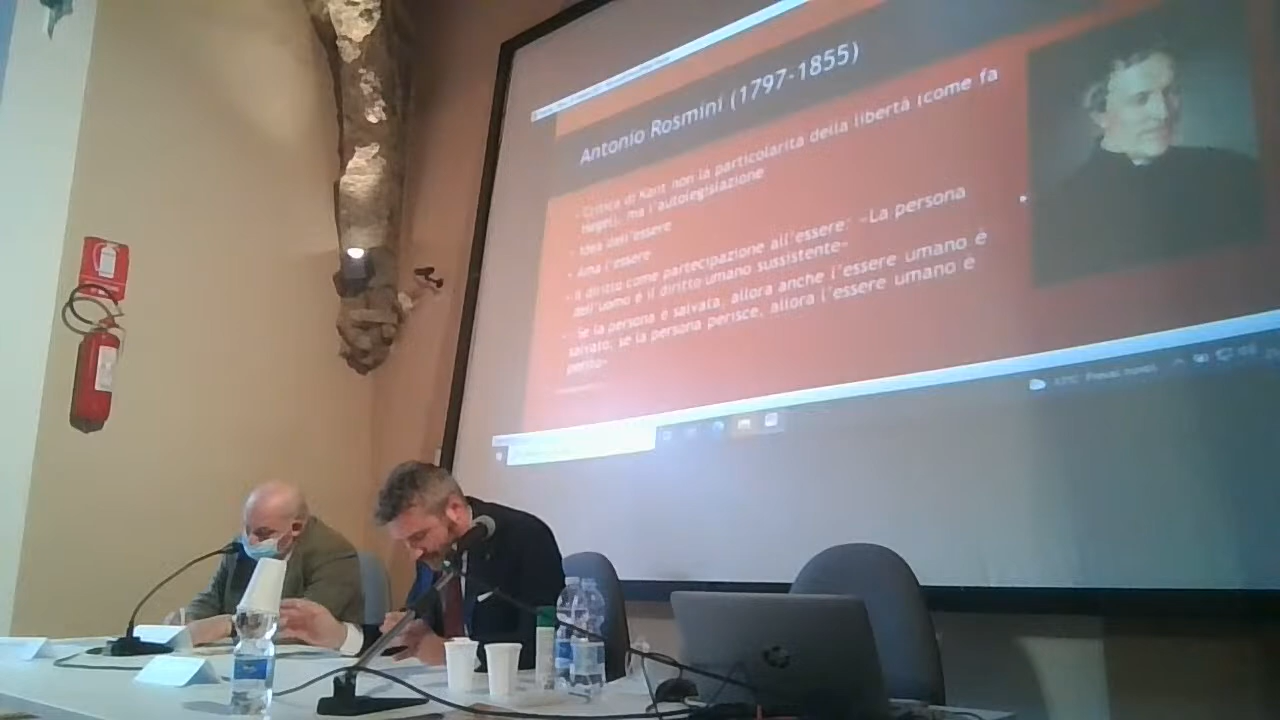 Antonio Rosmini (1797-1855)
- Critica di Kant: non la particolarità della libertà (come fa
Hegel), ma l'autolegislazione
- Idea dell'essere
- Ama l'essere
- Il diritto come partecipazione all'essere: «La persona
dell'uomo è il diritto umano sussistente»
- «Se la persona è salvata, allora anche l'essere umano è
salvato; se la persona perisce, allora l'essere umano è
perito»
hp